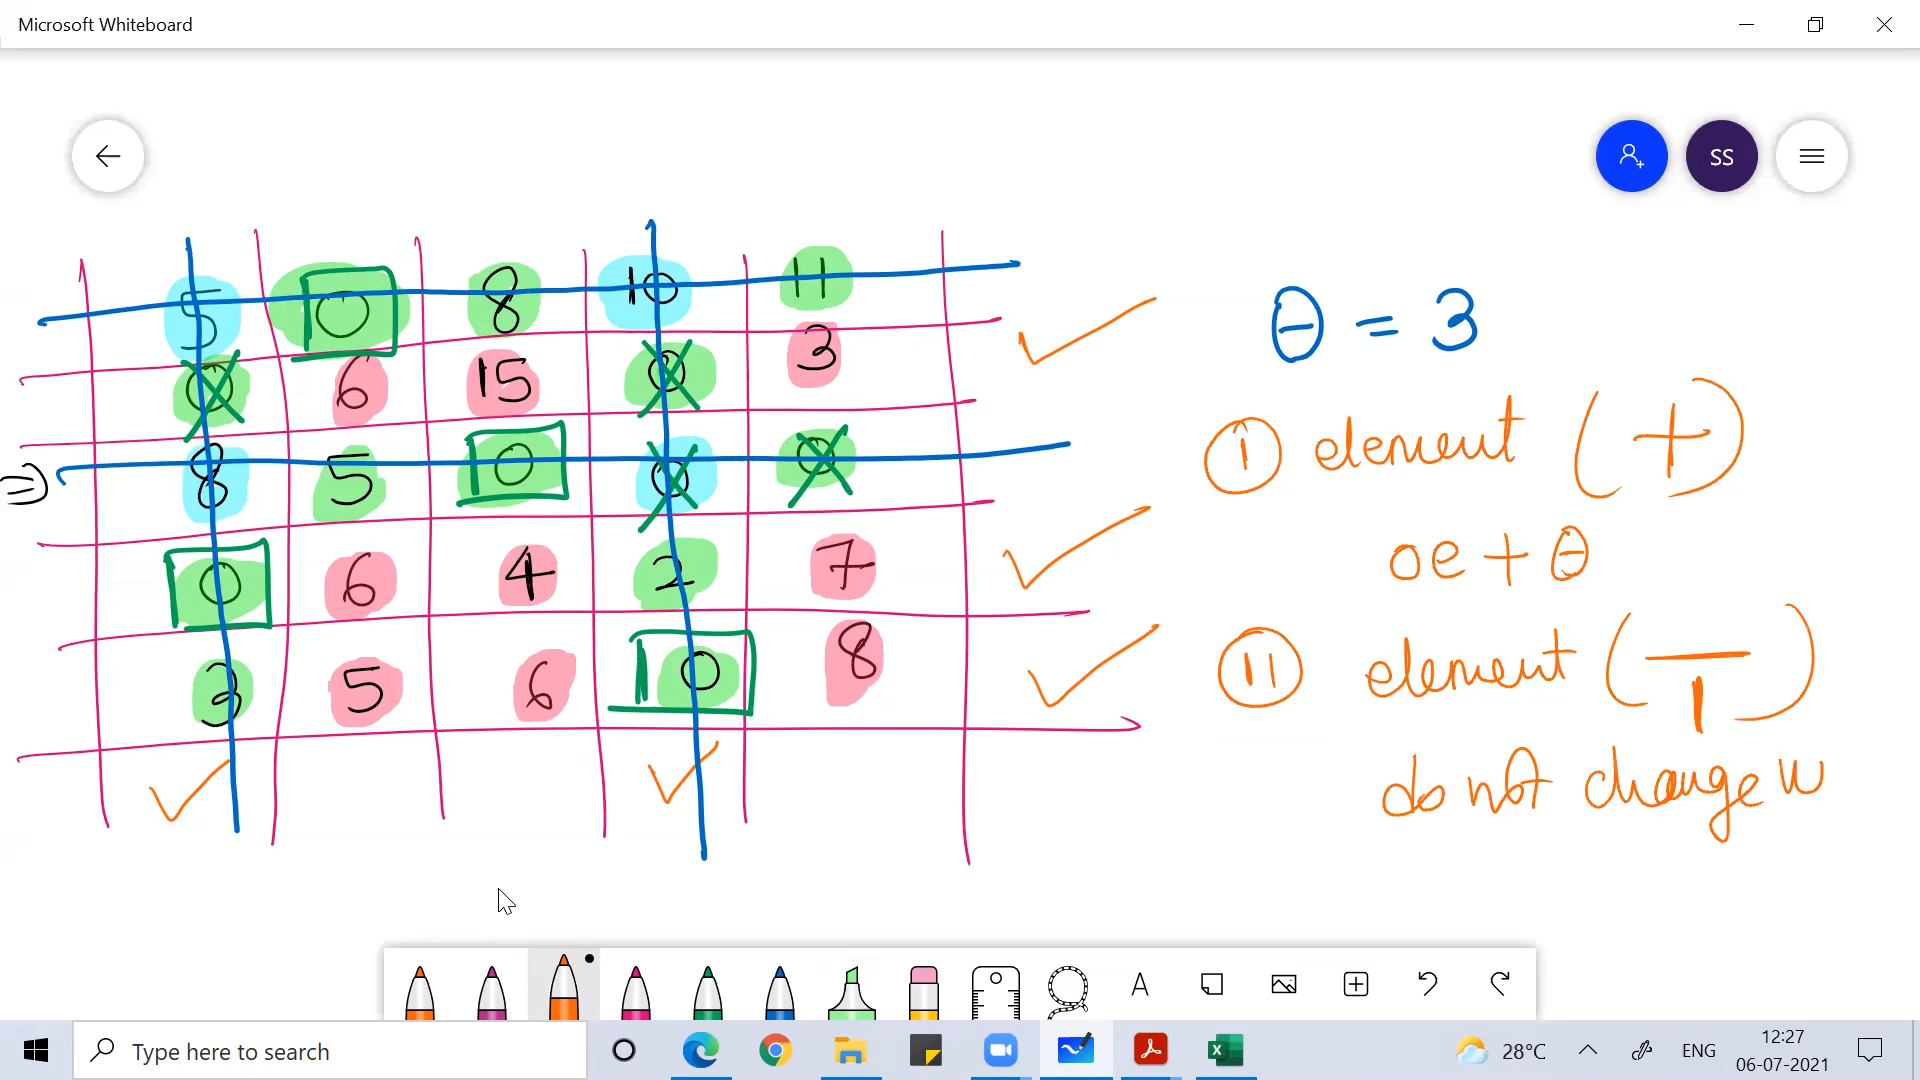 Microsoft Whiteboard
SS
5 0 8 10 11
0 6 15 0 3
⇒ 8 5 0 0 0
0 6 4 2 7
3 5 6 0 8
θ = 3
I element (+)
oe + θ
II element (—)
do not change
A
Type here to search
28°C
ENG
12:27
06-07-2021